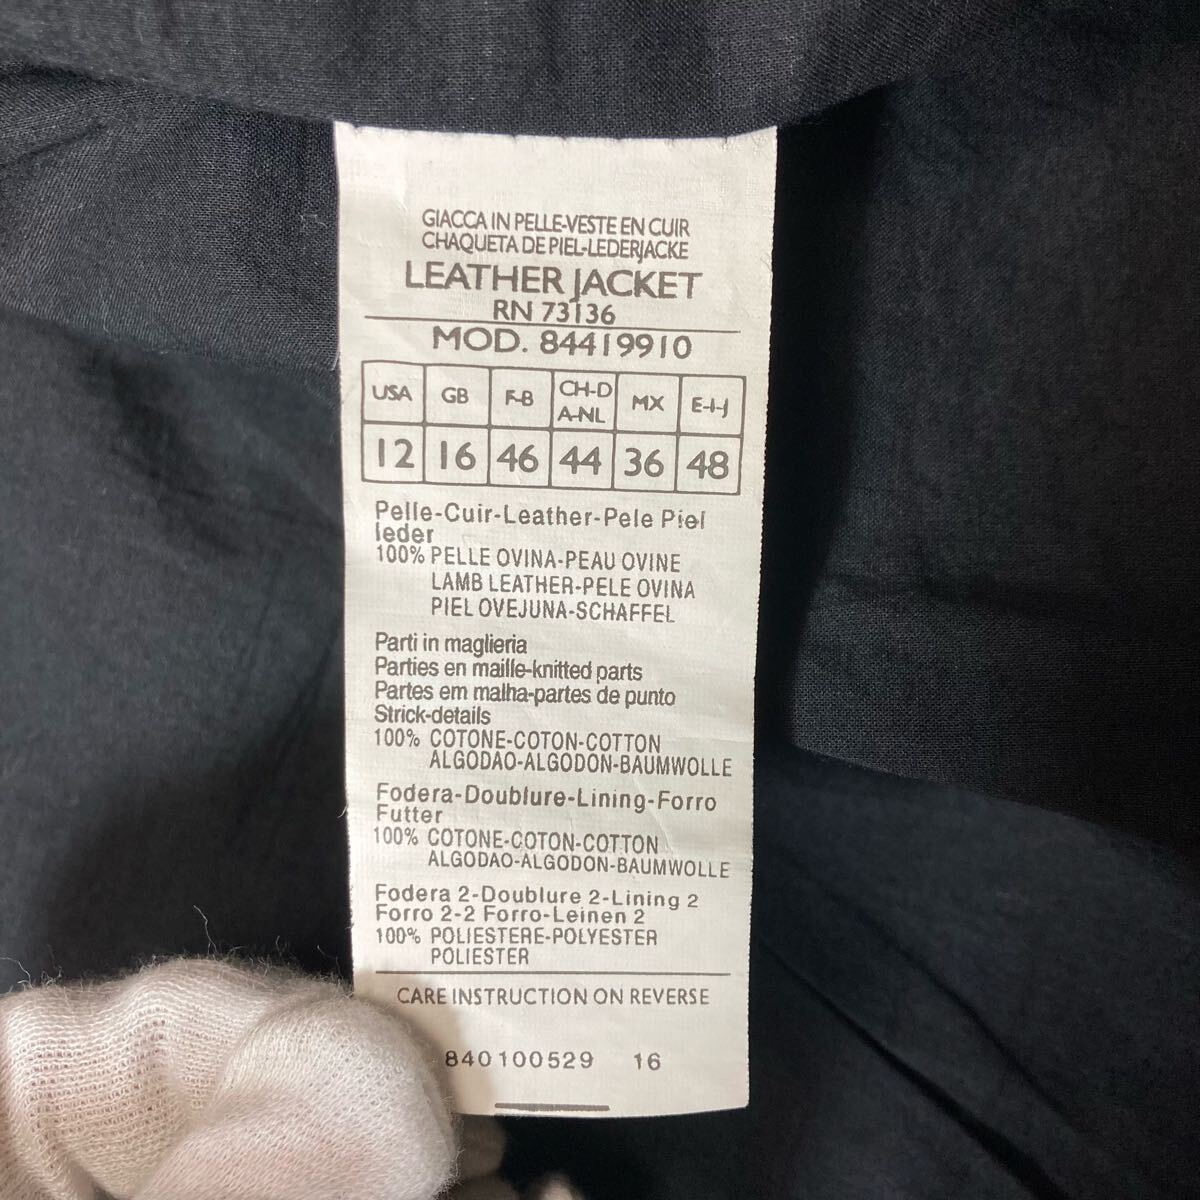 GIACCA IN PELLE-VESTE EN CUIR
CHAQUETA DE PIEL-LEDERJACKE
LEATHER JACKET
RN 73136
MOD. 84419910
USA GB F-B CH-D A-NL MX E-I-J
12 16 46 44 36 48
Pelle-Cuir-Leather-Pele Piel
leder
100% PELLE OVINA-PEAU OVINE
LAMB LEATHER-PELE OVINA
PIEL OVEJUNA-SCHAFFEL
Parti in maglieria
Parties en maille-knitted parts
Partes em malha-partes de punto
Strick-details
100% COTONE-COTON-COTTON
ALGODAO-ALGODON-BAUMWOLLE
Fodera-Doublure-Lining-Forro
Futter
100% COTONE-COTON-COTTON
ALGODAO-ALGODON-BAUMWOLLE
Fodera 2-Doublure 2-Lining 2
Forro 2-2 Forro-Leinen 2
100% POLIESTERE-POLYESTER
POLIESTER
CARE INSTRUCTION ON REVERSE
840100529 16